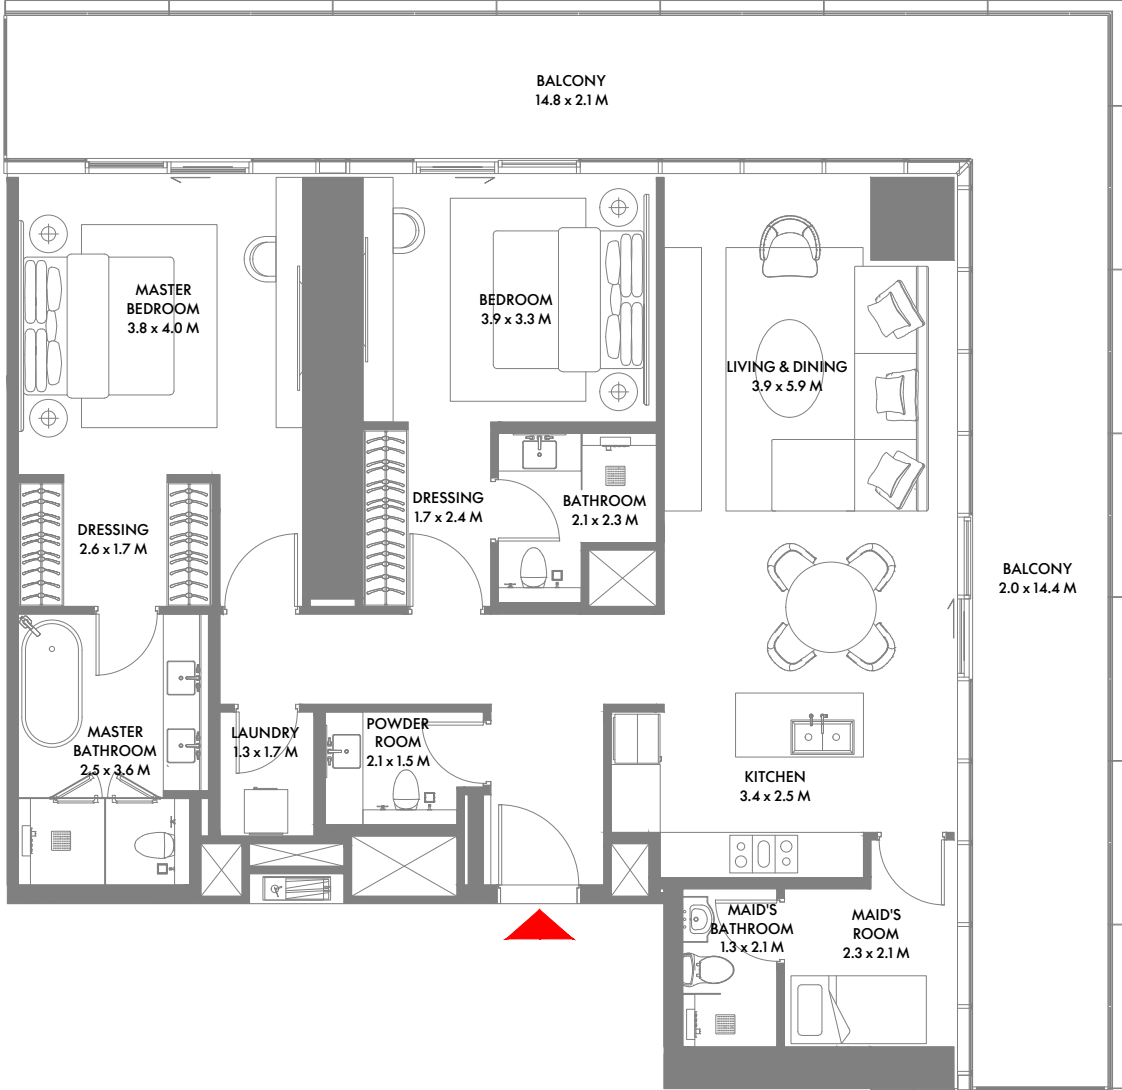 BALCONY
14.8 x 2.1 M
MASTER
BEDROOM
3.8 x 4.0 M
BEDROOM
3.9 x 3.3 M
LIVING & DINING
3.9 x 5.9 M
DRESSING
2.6 x 1.7 M
DRESSING
1.7 x 2.4 M
BATHROOM
2.1 x 2.3 M
BALCONY
2.0 x 14.4 M
MASTER
BATHROOM
2.5 x 3.6 M
LAUNDRY
1.3 x 1.7 M
POWDER
ROOM
2.1 x 1.5 M
KITCHEN
3.4 x 2.5 M
MAID'S
BATHROOM
1.3 x 2.1 M
MAID'S
ROOM
2.3 x 2.1 M